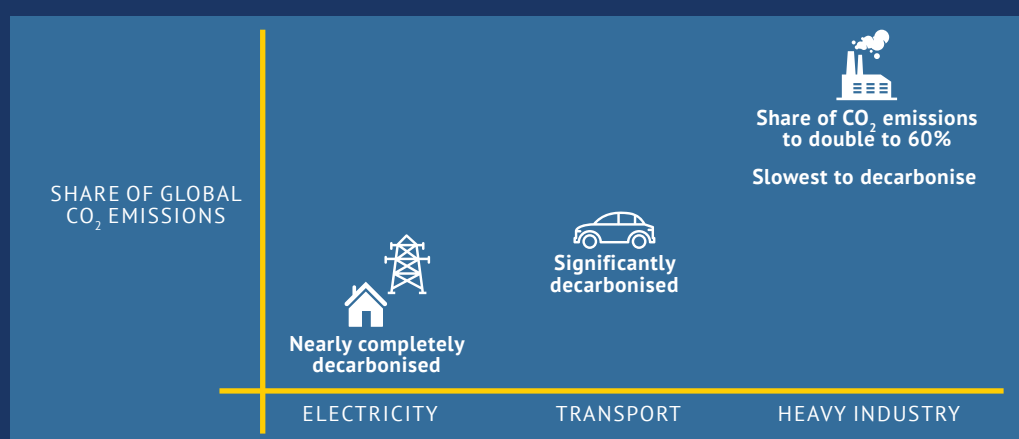 SHARE OF GLOBAL
CO₂ EMISSIONS
Nearly completely
decarbonised
Significantly
decarbonised
Share of CO₂ emissions
to double to 60%
Slowest to decarbonise
ELECTRICITY
TRANSPORT
HEAVY INDUSTRY